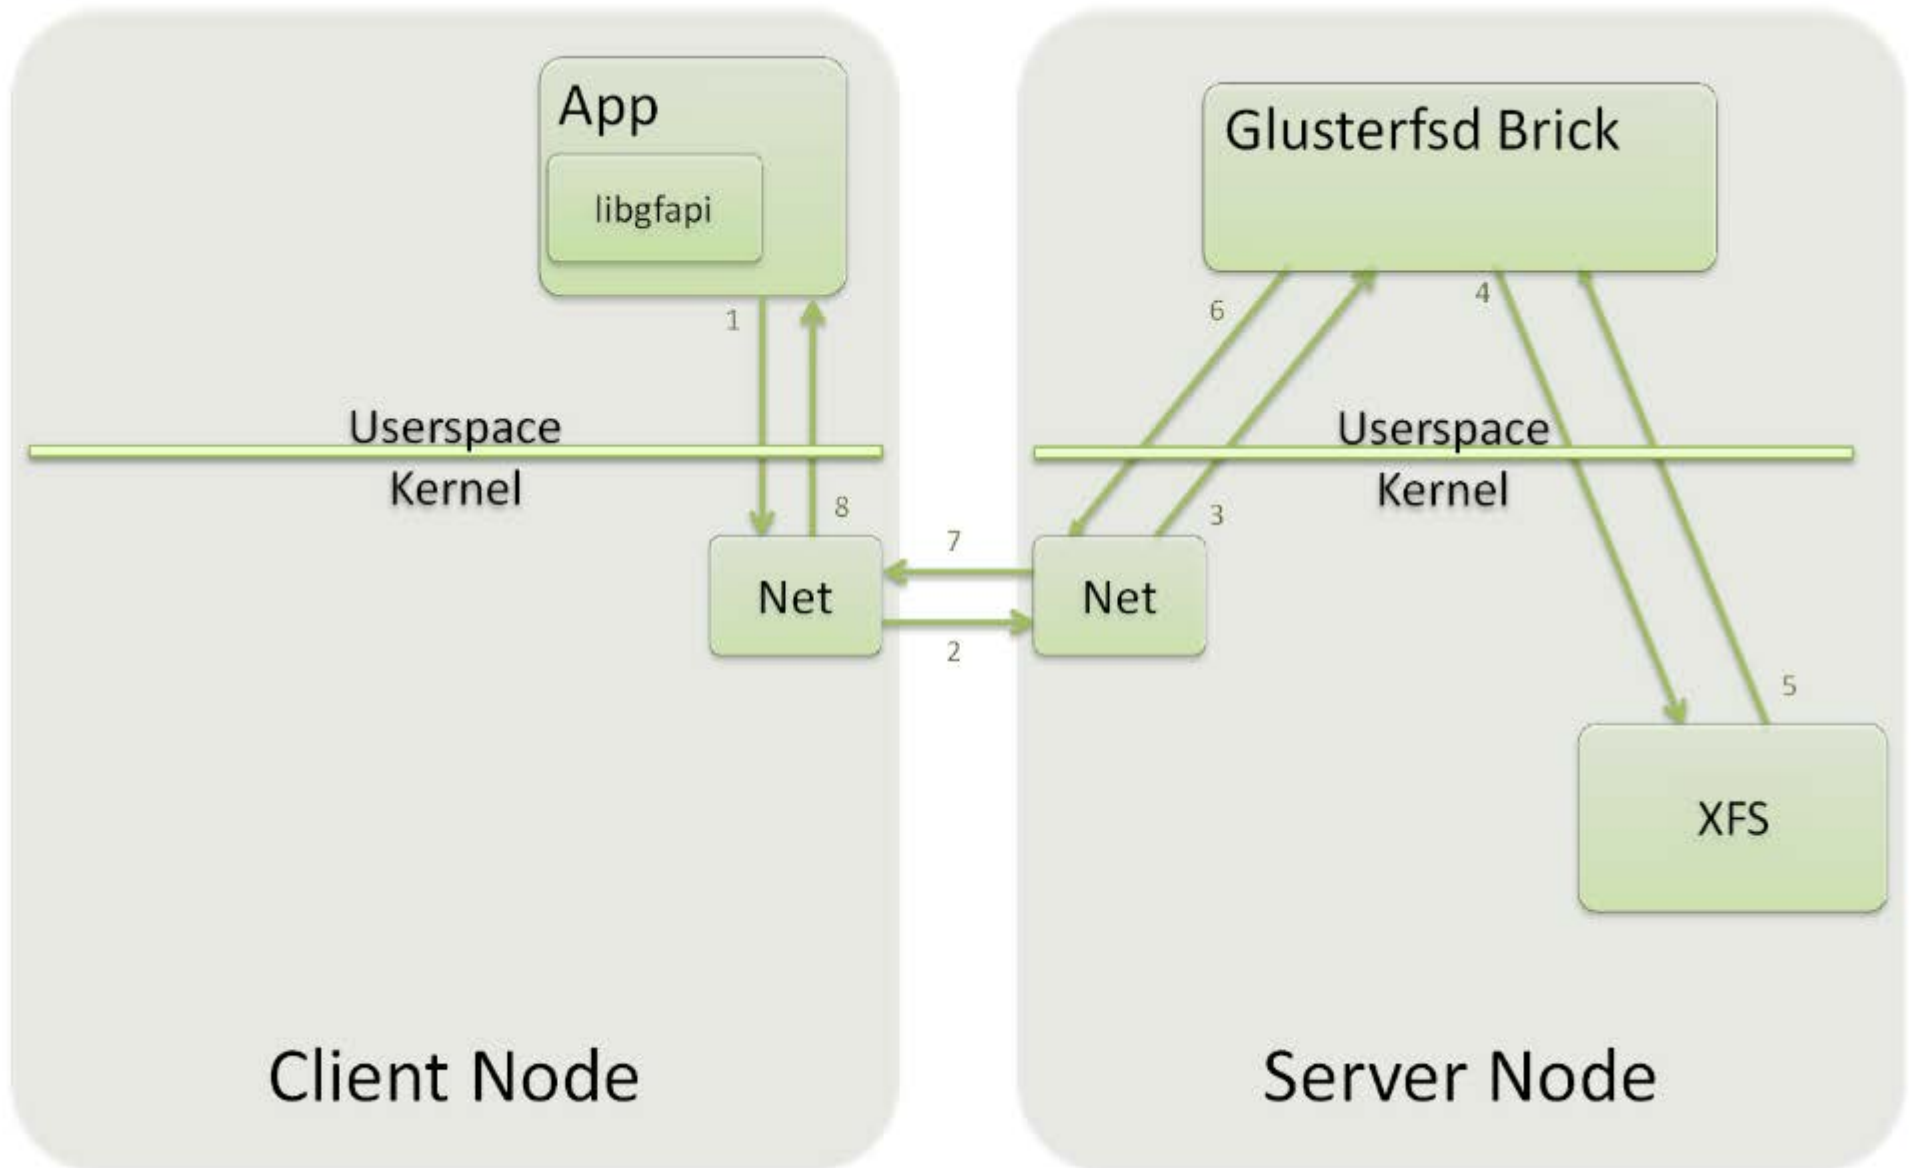 App
libgfapi
1
Userspace
Kernel
8
Net
7
2
Client Node
Glusterfsd Brick
6
4
Userspace
Kernel
3
Net
5
XFS
Server Node